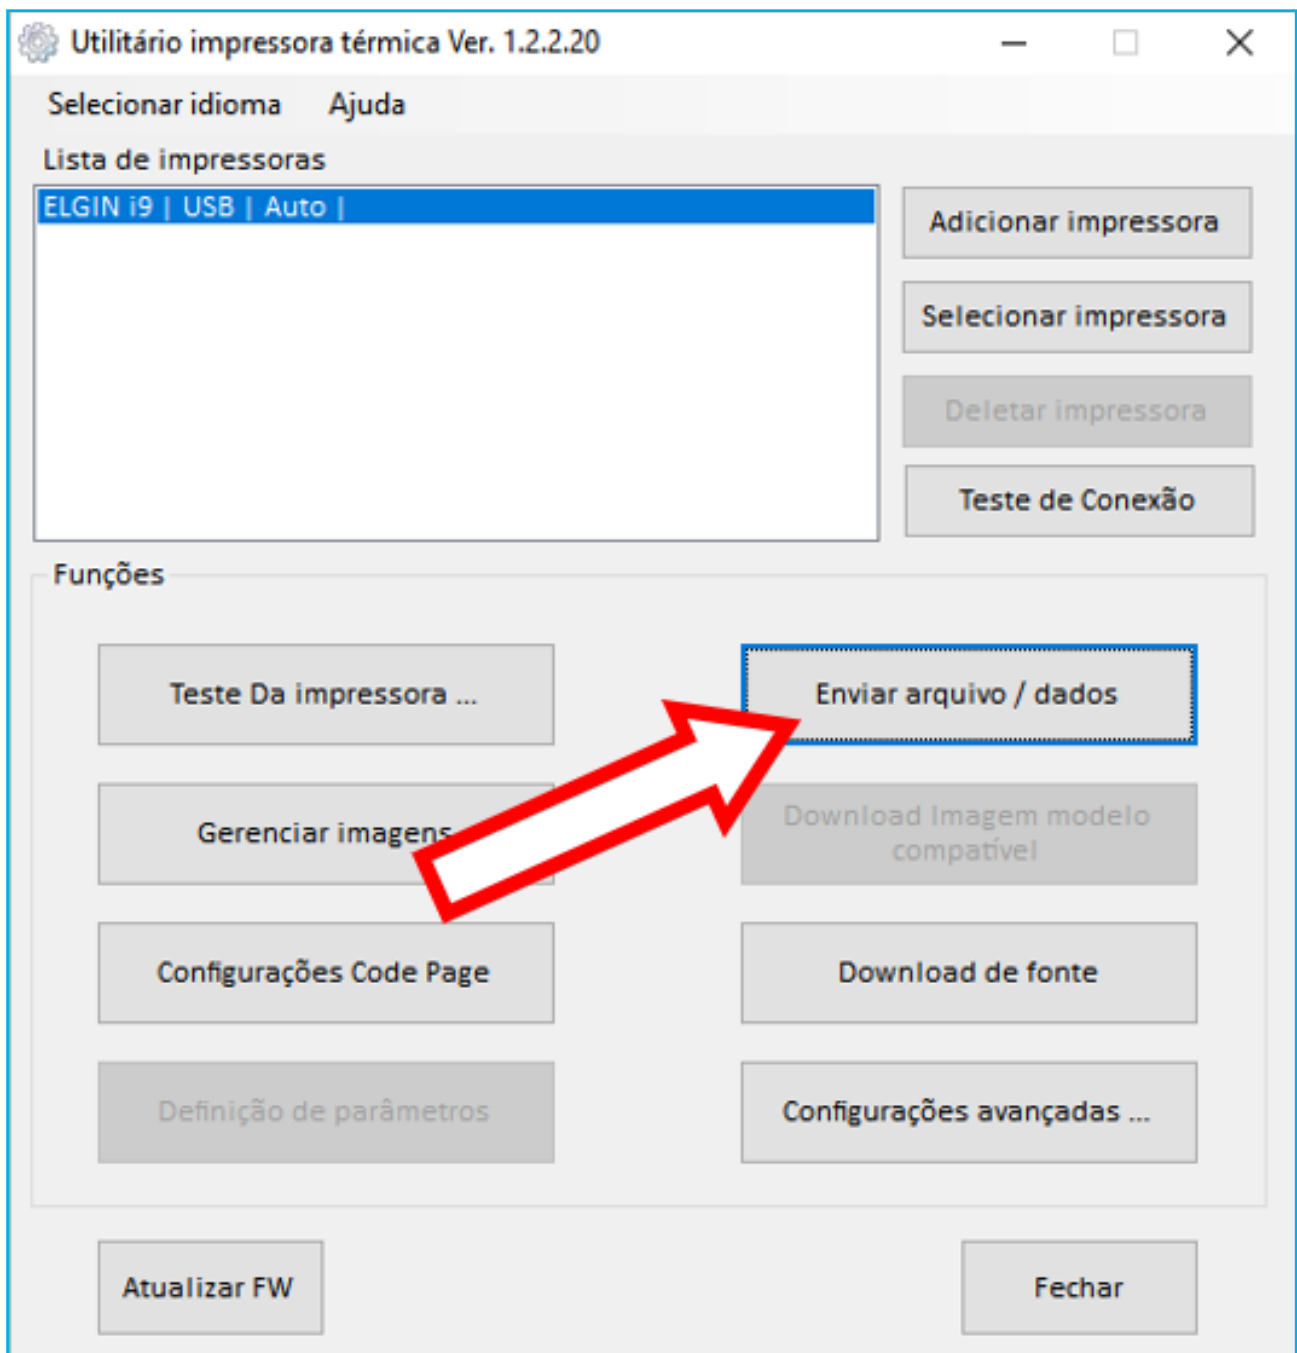 Utilitário impressora térmica Ver. 1.2.2.20
Selecionar idioma Ajuda
Lista de impressoras
ELGIN i9 | USB | Auto |
Adicionar impressora
Selecionar impressora
Deletar impressora
Teste de Conexão
Funções
Teste Da impressora ...
Enviar arquivo / dados
Gerenciar imagens
Download Imagem modelo
compatível
Configurações Code Page
Download de fonte
Definição de parâmetros
Configurações avançadas ...
Atualizar FW
Fechar